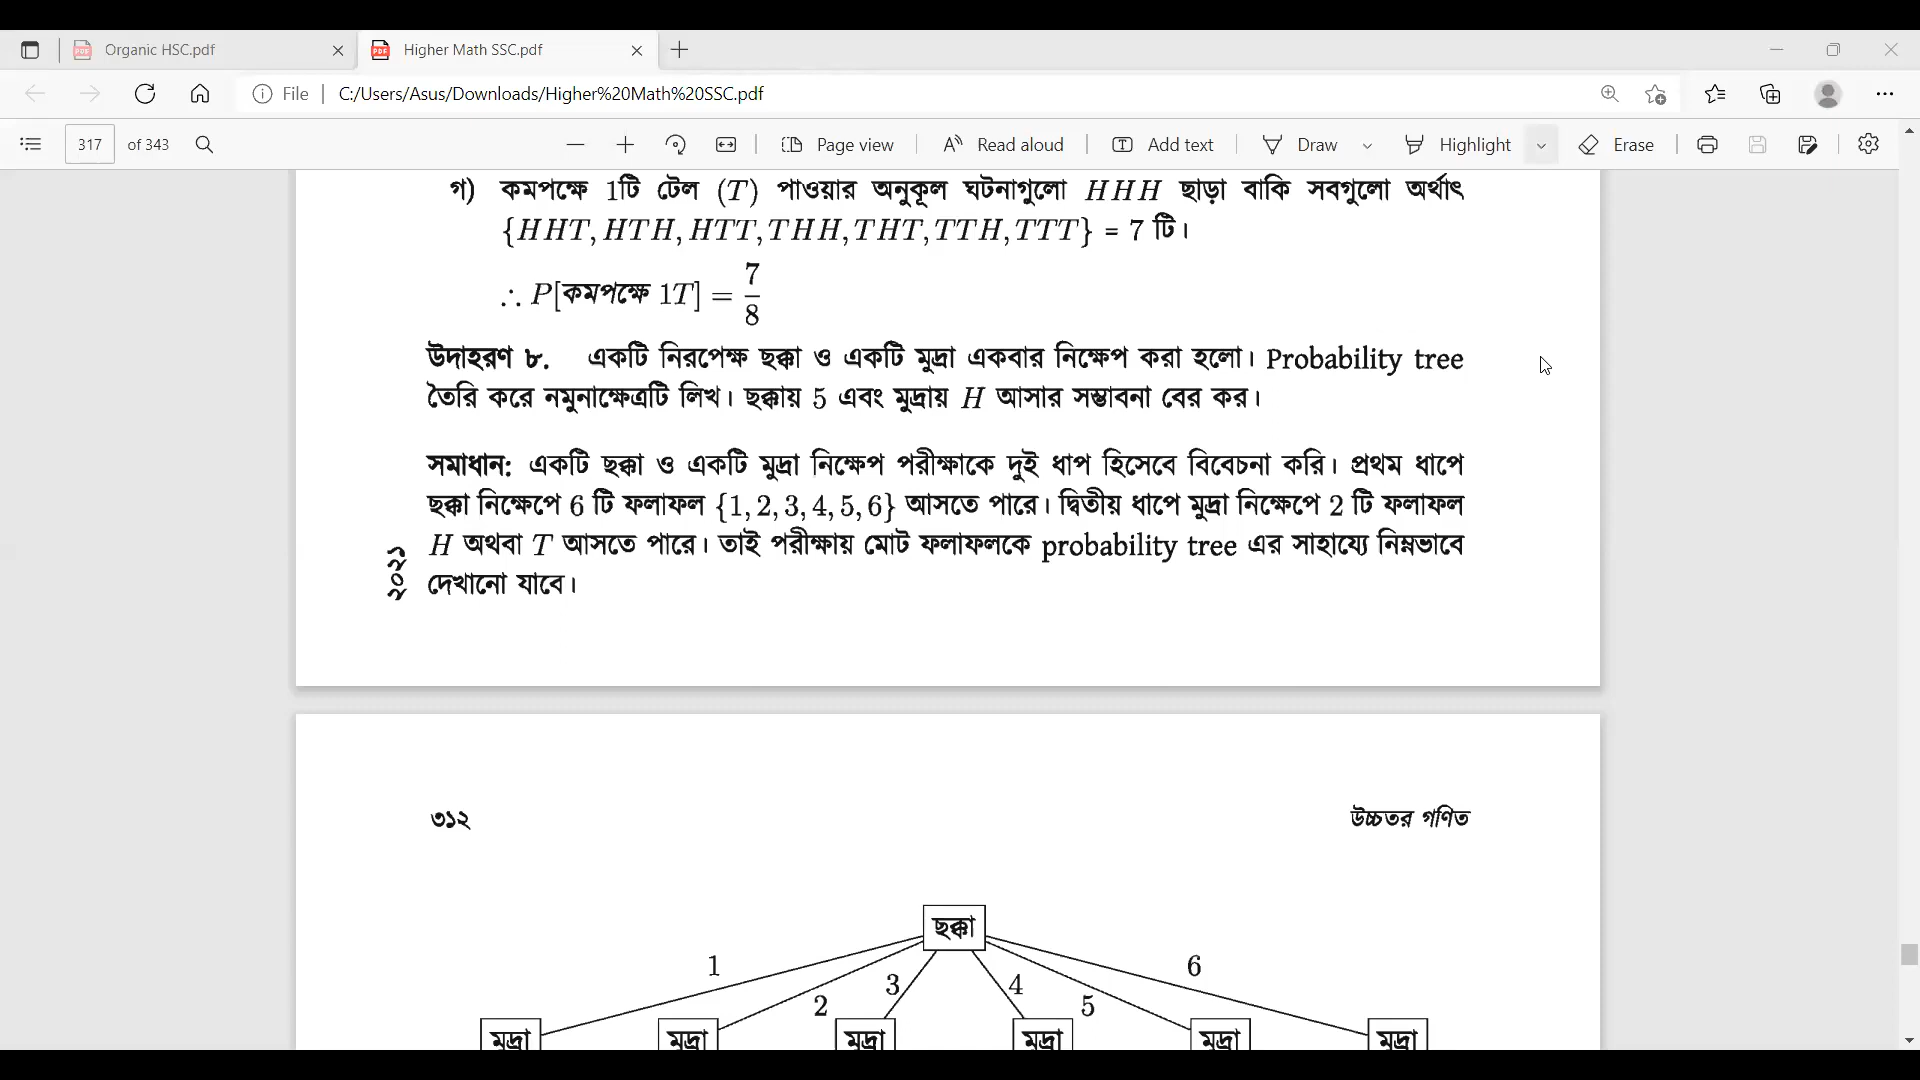 Organic HSC.pdf
Higher Math SSC.pdf
File
C:/Users/Asus/Downloads/Higher%20Math%20SSC.pdf
317 of 343
Page view
Read aloud
Add text
Draw
Highlight
Erase
গ) কমপক্ষে 1টি টেল (T) পাওয়ার অনুকূল ঘটনাগুলো HHH ছাড়া বাকি সবগুলো অর্থাৎ
{HHT, HTH, HTT, THH, THT, TTH, TTT} = 7 টি।
∴ P[কমপক্ষে 1T] = 7/8
উদাহরণ ৮. একটি নিরপেক্ষ ছক্কা ও একটি মুদ্রা একবার নিক্ষেপ করা হলো। Probability tree
তৈরি করে নমুনাক্ষেত্রটি লিখ। ছক্কায় 5 এবং মুদ্রায় H আসার সম্ভাবনা বের কর।
সমাধান: একটি ছক্কা ও একটি মুদ্রা নিক্ষেপ পরীক্ষাকে দুই ধাপ হিসেবে বিবেচনা করি। প্রথম ধাপে
ছক্কা নিক্ষেপে 6 টি ফলাফল {1, 2, 3, 4, 5, 6} আসতে পারে। দ্বিতীয় ধাপে মুদ্রা নিক্ষেপে 2 টি ফলাফল
H অথবা T আসতে পারে। তাই পরীক্ষায় মোট ফলাফলকে probability tree এর সাহায্যে নিম্নভাবে
দেখানো যাবে।
২০২১
৩১২
উচ্চতর গণিত
ছক্কা
1 2 3 4 5 6
মুদ্রা মুদ্রা মুদ্রা মুদ্রা মুদ্রা মুদ্রা